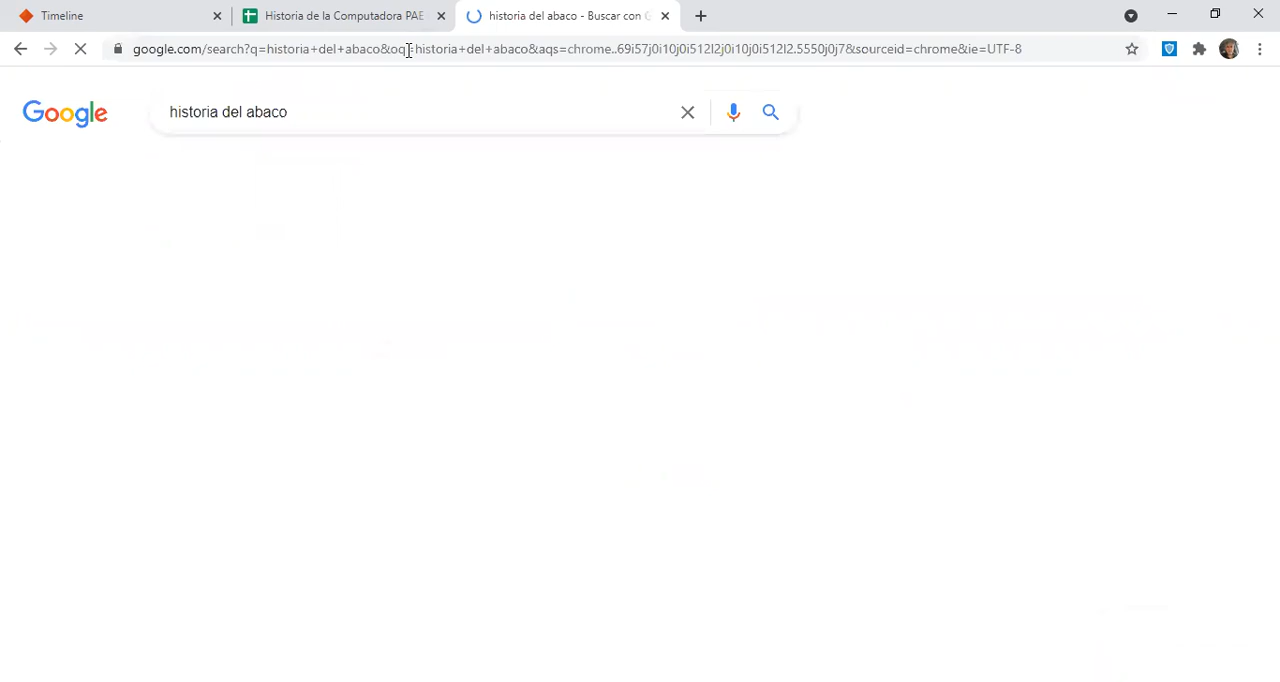 Timeline
Historia de la Computadora PAE
historia del abaco - Buscar con G
google.com/search?q=historia+del+abaco&oq=historia+del+abaco&aqs=chrome..69i57j0i10j0i512l2j0i10j0i512l2.5550j0j7&sourceid=chrome&ie=UTF-8
Google
historia del abaco